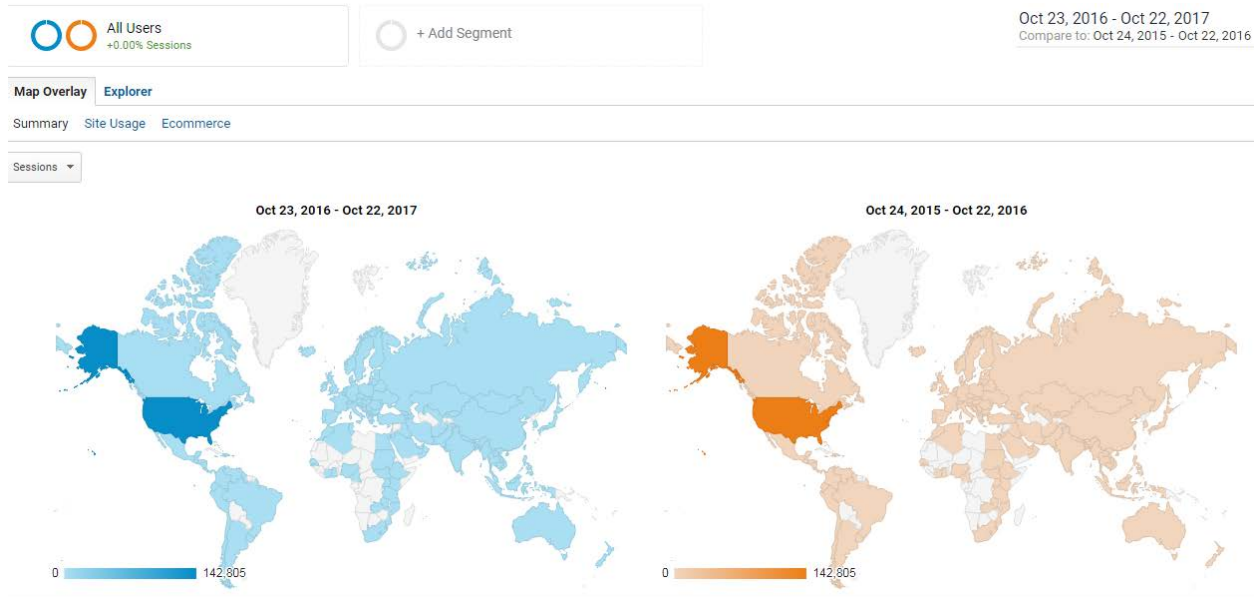 All Users
+0.00% Sessions
+ Add Segment
Oct 23, 2016 - Oct 22, 2017
Compare to: Oct 24, 2015 - Oct 22, 2016
Map Overlay Explorer
Summary Site Usage Ecommerce
Sessions
Oct 23, 2016 - Oct 22, 2017
Oct 24, 2015 - Oct 22, 2016
0 142,805
0 142,805